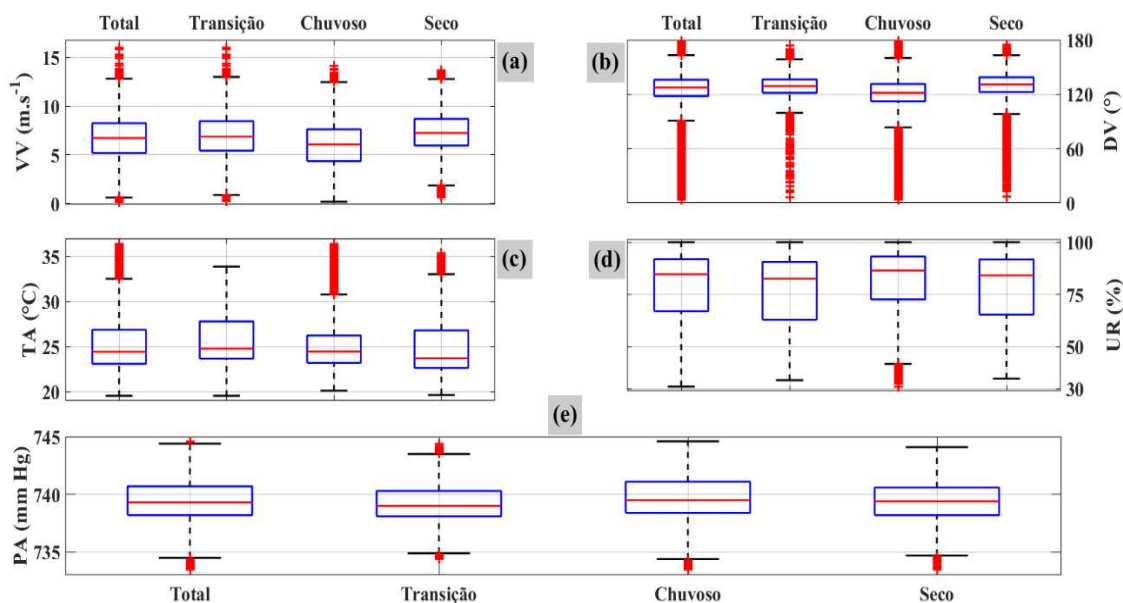 Total Transição Chuvoso Seco
Total Transição Chuvoso Seco
15
10
5
0
VV (m.s⁻¹)
(a)
(b)
180
120
60
0
DV (°)
35
30
25
20
TA (°C)
(c)
(d)
100
75
50
30
UR (%)
(e)
745
740
735
PA (mm Hg)
Total Transição Chuvoso Seco